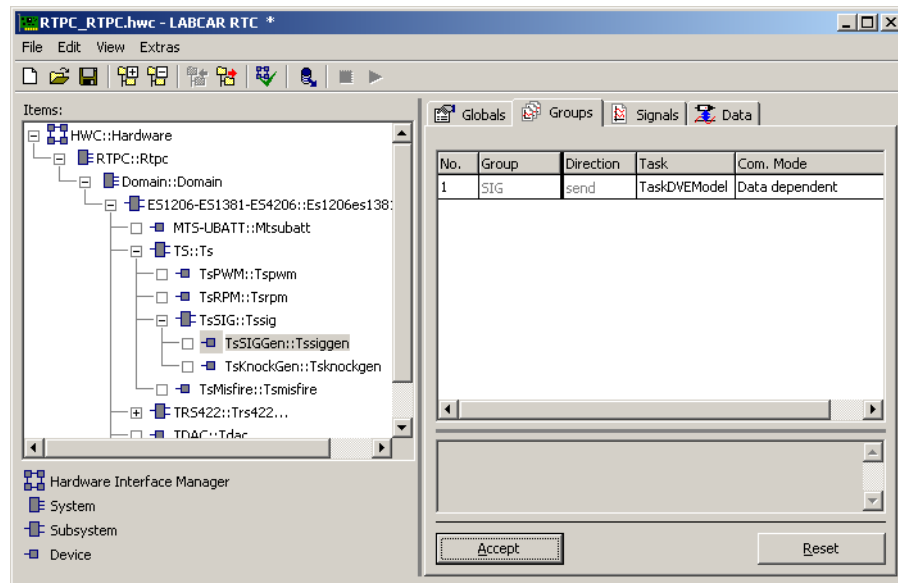 RTPC_RTPC.hwc - LABCAR RTC *
File Edit View Extras
Items:
HWC::Hardware
RTPC::Rtpc
Domain::Domain
ES1206-ES1381-ES4206::Es1206es138
MTS-UBATT::Mtsubatt
TS::Ts
TsPWM::Tspwm
TsRPM::Tsrpm
TsSIG::Tssig
TsSIGGen::Tssiggen
TsKnockGen::Tsknockgen
TsMisfire::Tsmisfire
TRS422::Trs422...
TDAC::Tdac
Hardware Interface Manager
System
Subsystem
Device
Globals Groups Signals Data
No. Group Direction Task Com. Mode
1 SIG send TaskDVEModel Data dependent
Accept Reset